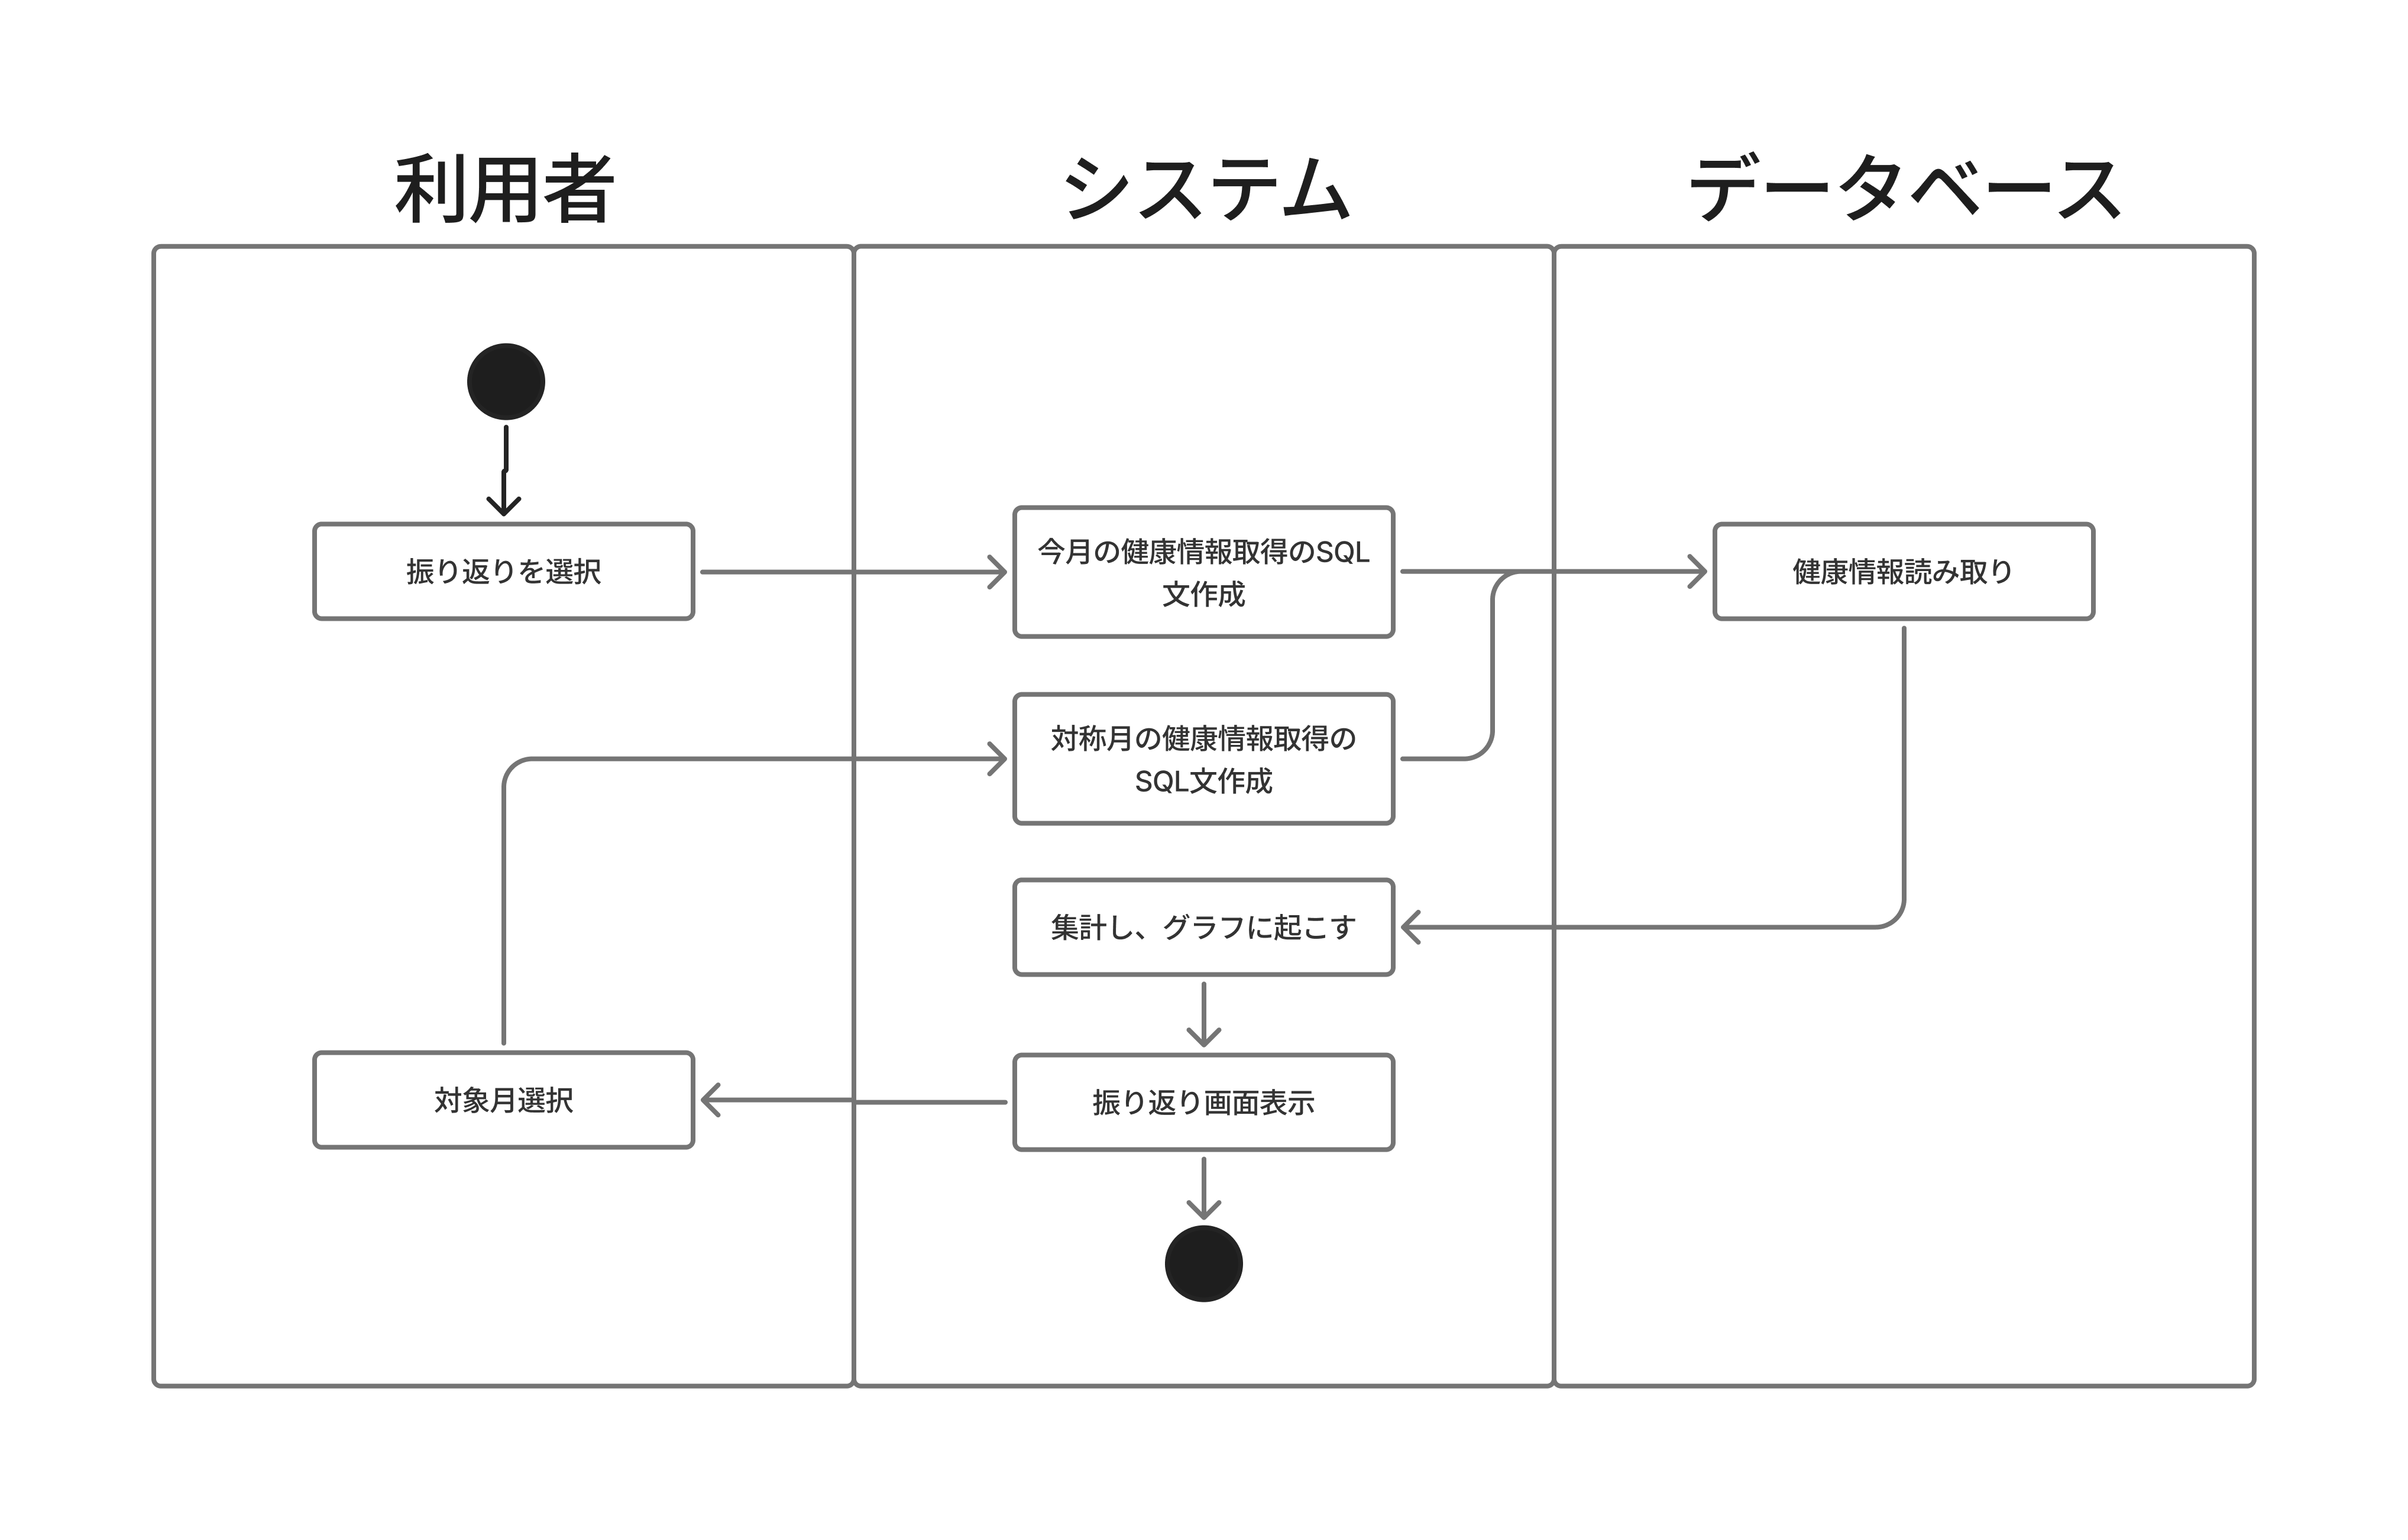 利用者
システム
データベース
振り返りを選択
今月の健康情報取得のSQL
文作成
健康情報読み取り
対称月の健康情報取得の
SQL文作成
集計し、グラフに起こす
対象月選択
振り返り画面表示